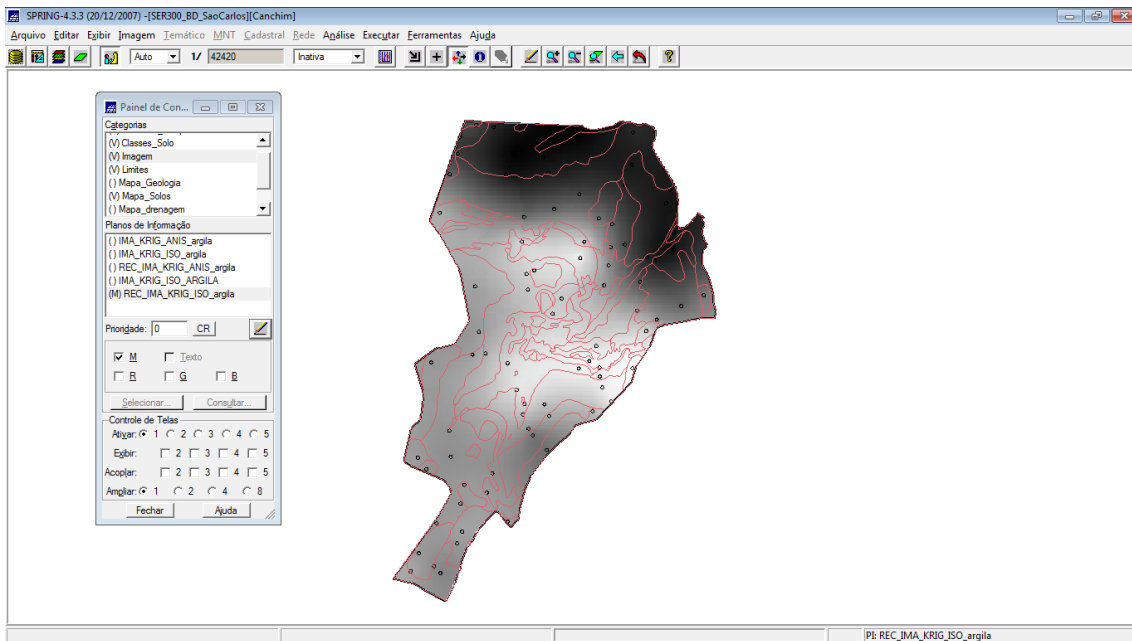 SPRING-4.3.3 (20/12/2007) -[SER300_BD_SaoCarlos][Canchim]
Arquivo Editar Exibir Imagem Temático MNT Cadastral Rede Análise Executar Ferramentas Ajuda
Auto 1/ 42420 Inativa
Painel de Con...
Categorias
(V) Classes_Solo
(V) Imagem
(V) Limites
( ) Mapa_Geologia
(V) Mapa_Solos
( ) Mapa_drenagem
Planos de Informação
( ) IMA_KRIG_ANIS_argila
( ) IMA_KRIG_ISO_argila
( ) REC_IMA_KRIG_ANIS_argila
( ) IMA_KRIG_ISO_ARGILA
(M) REC_IMA_KRIG_ISO_argila
Prioridade: 0 CR
M Texto
R G B
Selecionar... Consultar...
Controle de Telas
Ativar: 1 2 3 4 5
Exibir: 2 3 4 5
Acoplar: 2 3 4 5
Ampliar: 1 2 4 8
Fechar Ajuda
PI: REC_IMA_KRIG_ISO_argila